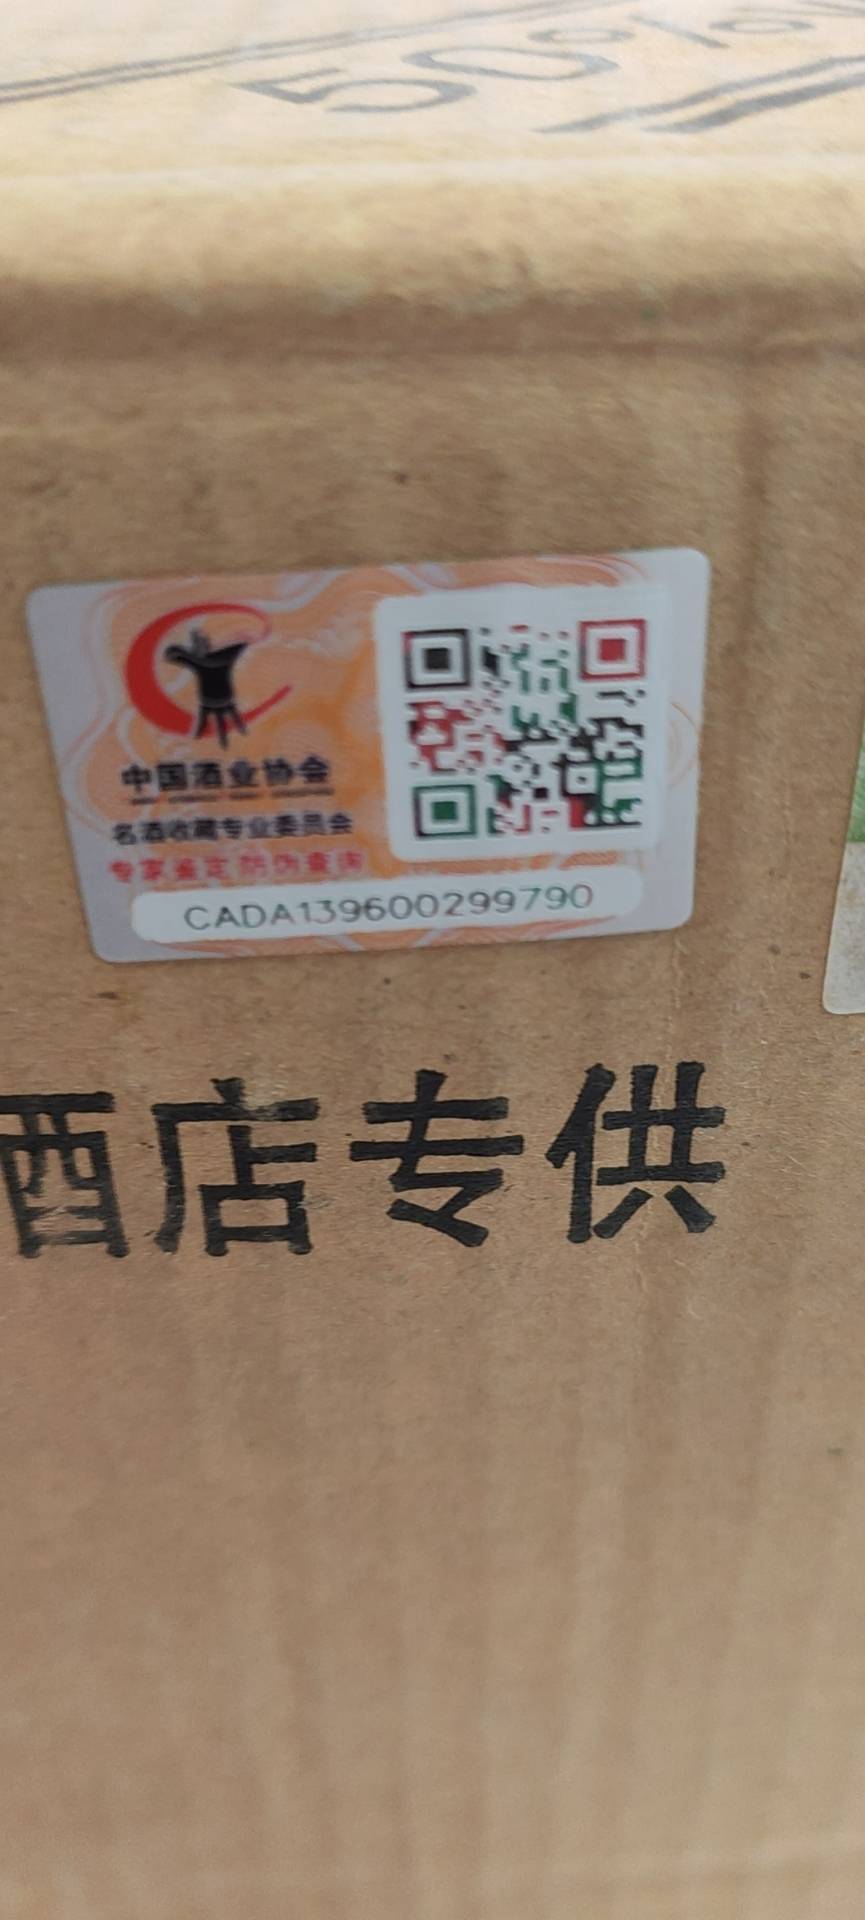 50%
中国酒业协会
名酒收藏专业委员会
专家鉴定 防伪查询
CADA139600299790
酒店专供